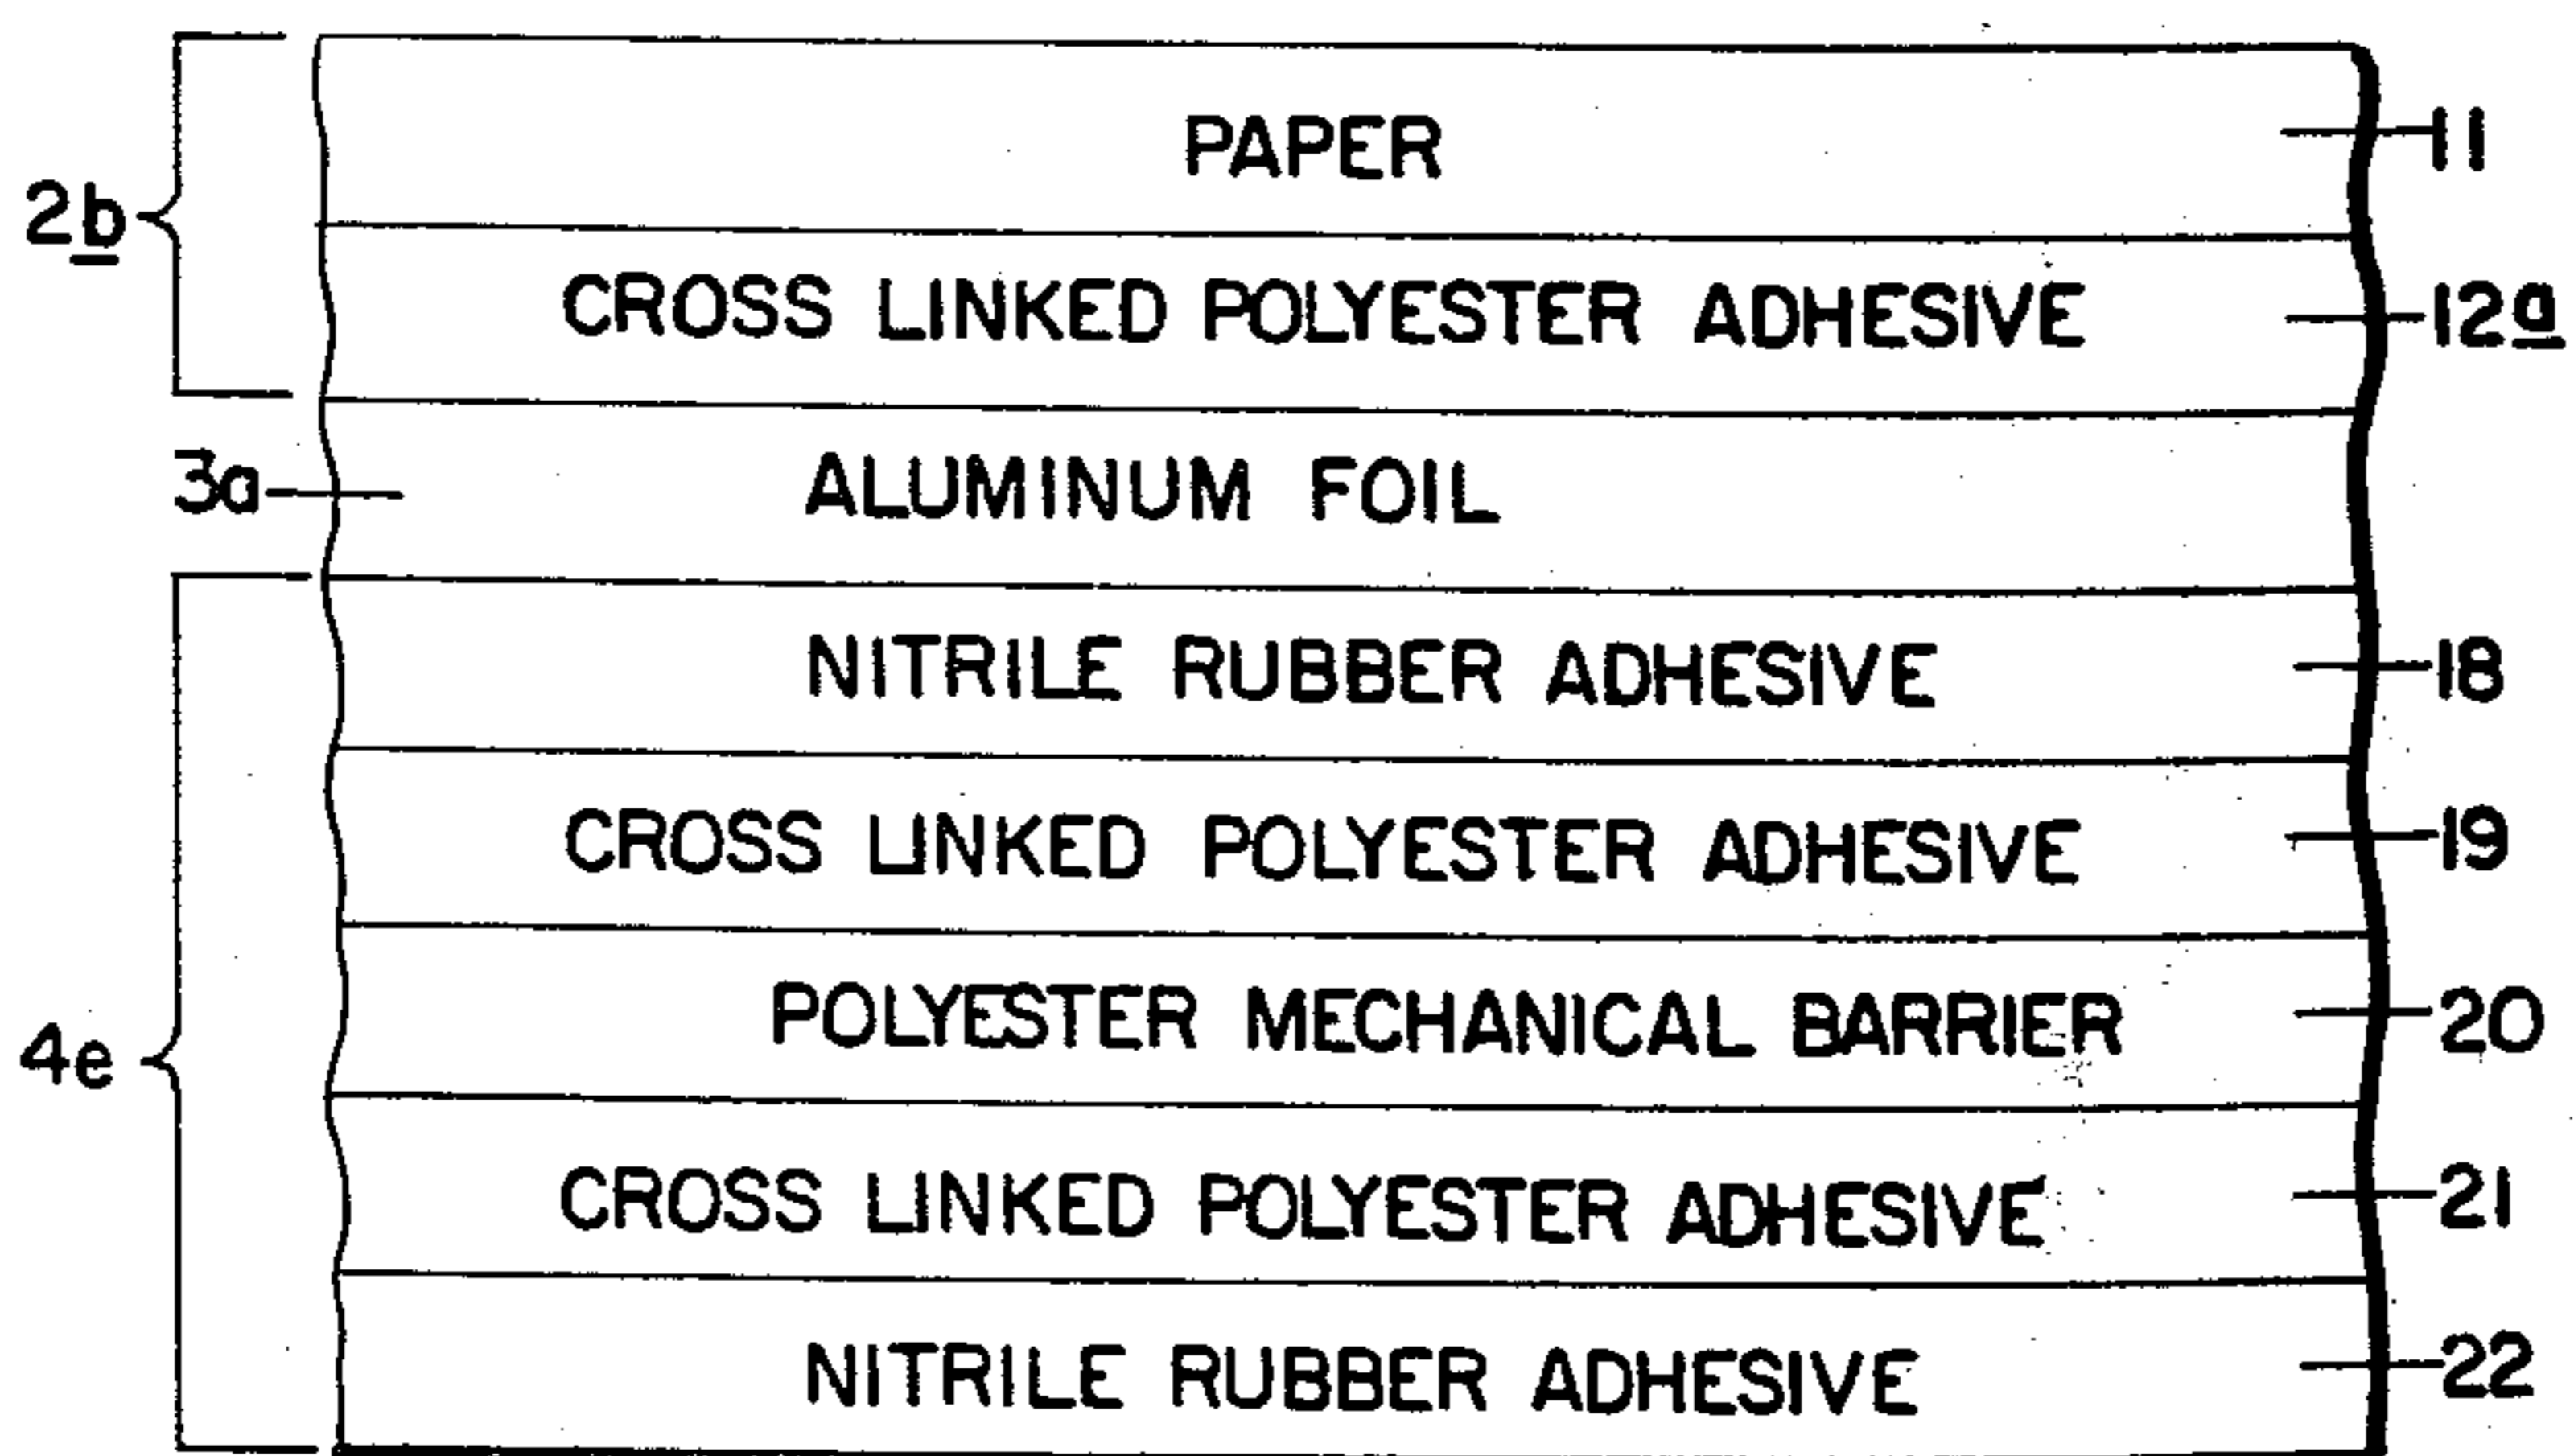 PAPER 11
2b
CROSS LINKED POLYESTER ADHESIVE 12a
3a ALUMINUM FOIL
NITRILE RUBBER ADHESIVE 18
CROSS LINKED POLYESTER ADHESIVE 19
POLYESTER MECHANICAL BARRIER 20
4e
CROSS LINKED POLYESTER ADHESIVE 21
NITRILE RUBBER ADHESIVE 22